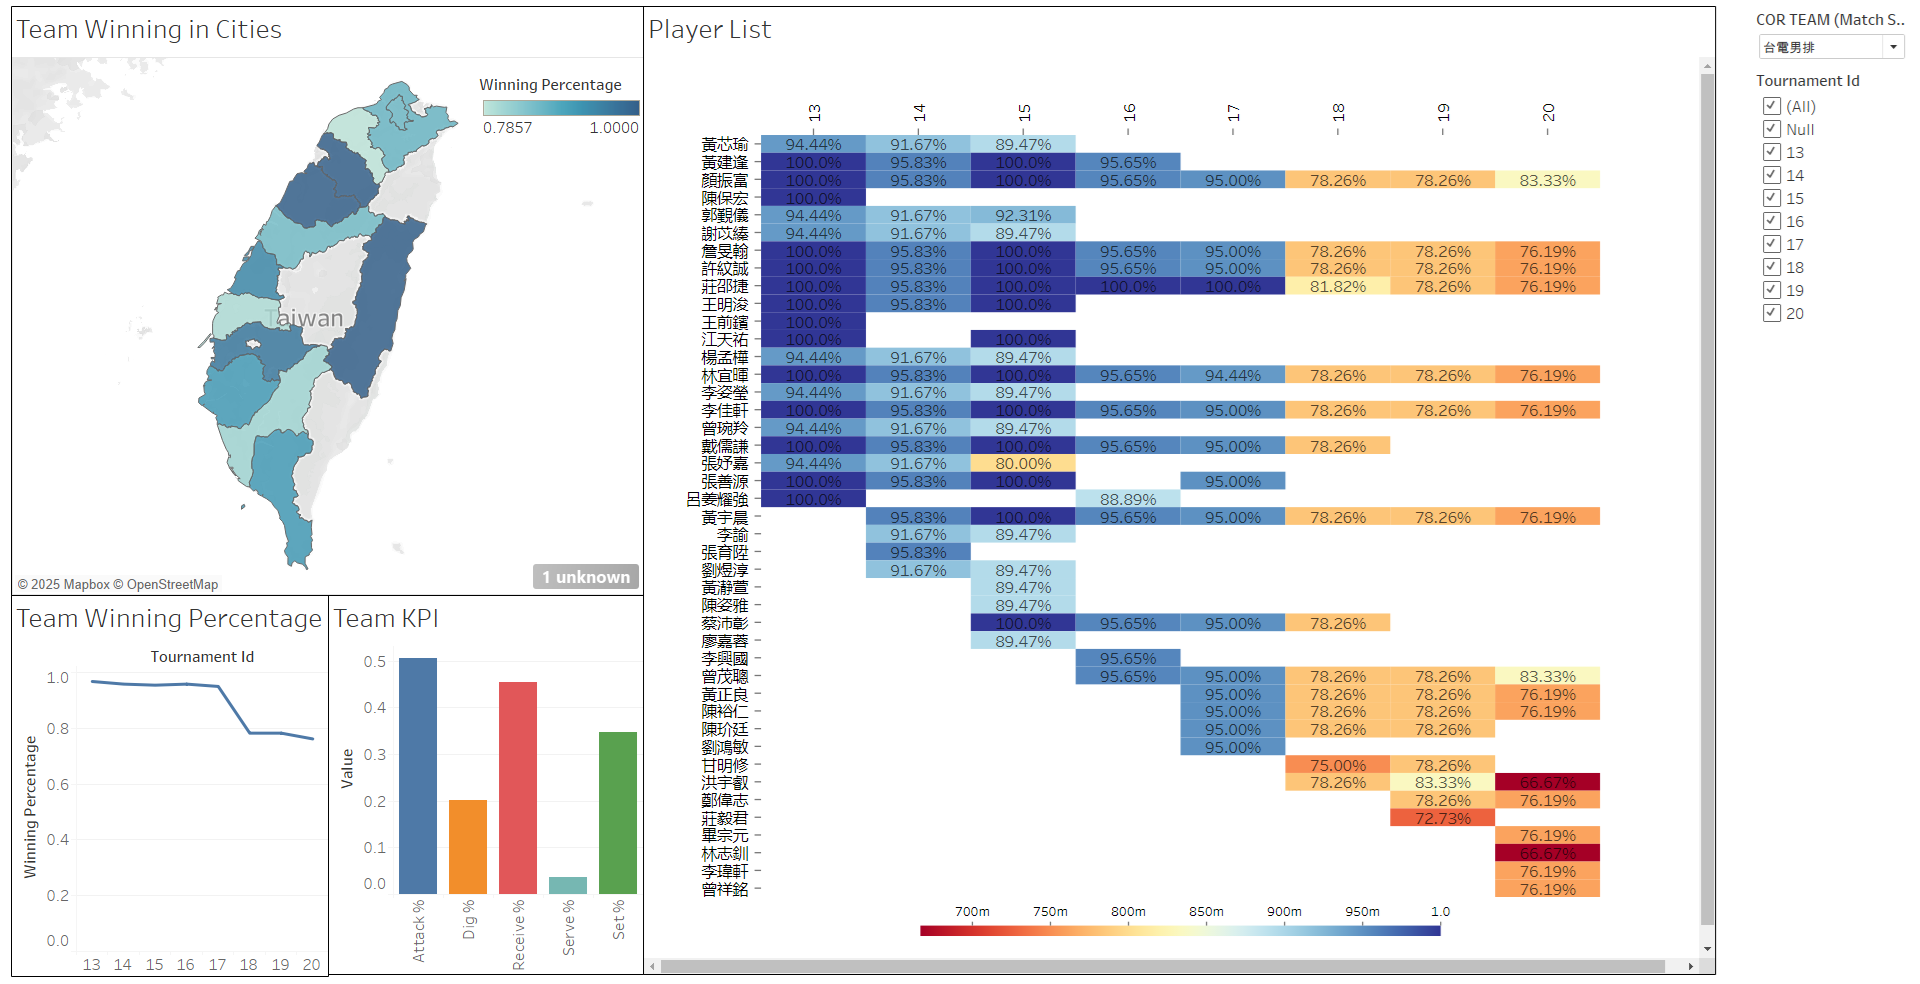 Team Winning in Cities
Winning Percentage
0.7857 1.0000
Taiwan
© 2025 Mapbox © OpenStreetMap
1 unknown
Team Winning Percentage
Tournament Id
Winning Percentage
1.0
0.8
0.6
0.4
0.2
0.0
13 14 15 16 17 18 19 20
Team KPI
Value
0.5
0.4
0.3
0.2
0.1
0.0
Attack % Dig % Receive % Serve % Set %
Player List
13 14 15 16 17 18 19 20
黃芯瑜 94.44% 91.67% 89.47%
黃建逢 100.0% 95.83% 100.0% 95.65%
顏振富 100.0% 95.83% 100.0% 95.65% 95.00% 78.26% 78.26% 83.33%
陳保宏 100.0%
郭覲儀 94.44% 91.67% 92.31%
謝苡縥 94.44% 91.67% 89.47%
詹旻翰 100.0% 95.83% 100.0% 95.65% 95.00% 78.26% 78.26% 76.19%
許紋誠 100.0% 95.83% 100.0% 95.65% 95.00% 78.26% 78.26% 76.19%
莊邵捷 100.0% 95.83% 100.0% 100.0% 100.0% 81.82% 78.26% 76.19%
王明浚 100.0% 95.83% 100.0%
王前鑌 100.0%
江天祐 100.0% 100.0%
楊孟樺 94.44% 91.67% 89.47%
林宜暉 100.0% 95.83% 100.0% 95.65% 94.44% 78.26% 78.26% 76.19%
李姿瑩 94.44% 91.67% 89.47%
李佳軒 100.0% 95.83% 100.0% 95.65% 95.00% 78.26% 78.26% 76.19%
曾琬羚 94.44% 91.67% 89.47%
戴儒謙 100.0% 95.83% 100.0% 95.65% 95.00% 78.26%
張妤嘉 94.44% 91.67% 80.00%
張善源 100.0% 95.83% 100.0% 95.00%
呂姜耀強 100.0% 88.89%
黃宇晨 95.83% 100.0% 95.65% 95.00% 78.26% 78.26% 76.19%
李諭 91.67% 89.47%
張育陞 95.83%
劉煜淳 91.67% 89.47%
黃瀞萱 89.47%
陳姿雅 89.47%
蔡沛彰 100.0% 95.65% 95.00% 78.26%
廖嘉蓉 89.47%
李興國 95.65%
曾茂聰 95.65% 95.00% 78.26% 78.26% 83.33%
黃正良 95.00% 78.26% 78.26% 76.19%
陳裕仁 95.00% 78.26% 78.26% 76.19%
陳玠廷 95.00% 78.26% 78.26%
劉鴻敏 95.00%
甘明修 75.00% 78.26%
洪宇叡 78.26% 83.33% 66.67%
鄭偉志 78.26% 76.19%
莊毅君 72.73%
畢宗元 76.19%
林志釧 66.67%
李瑋軒 76.19%
曾祥銘 76.19%
700m 750m 800m 850m 900m 950m 1.0
COR TEAM (Match S..
台電男排
Tournament Id
(All)
Null
13
14
15
16
17
18
19
20